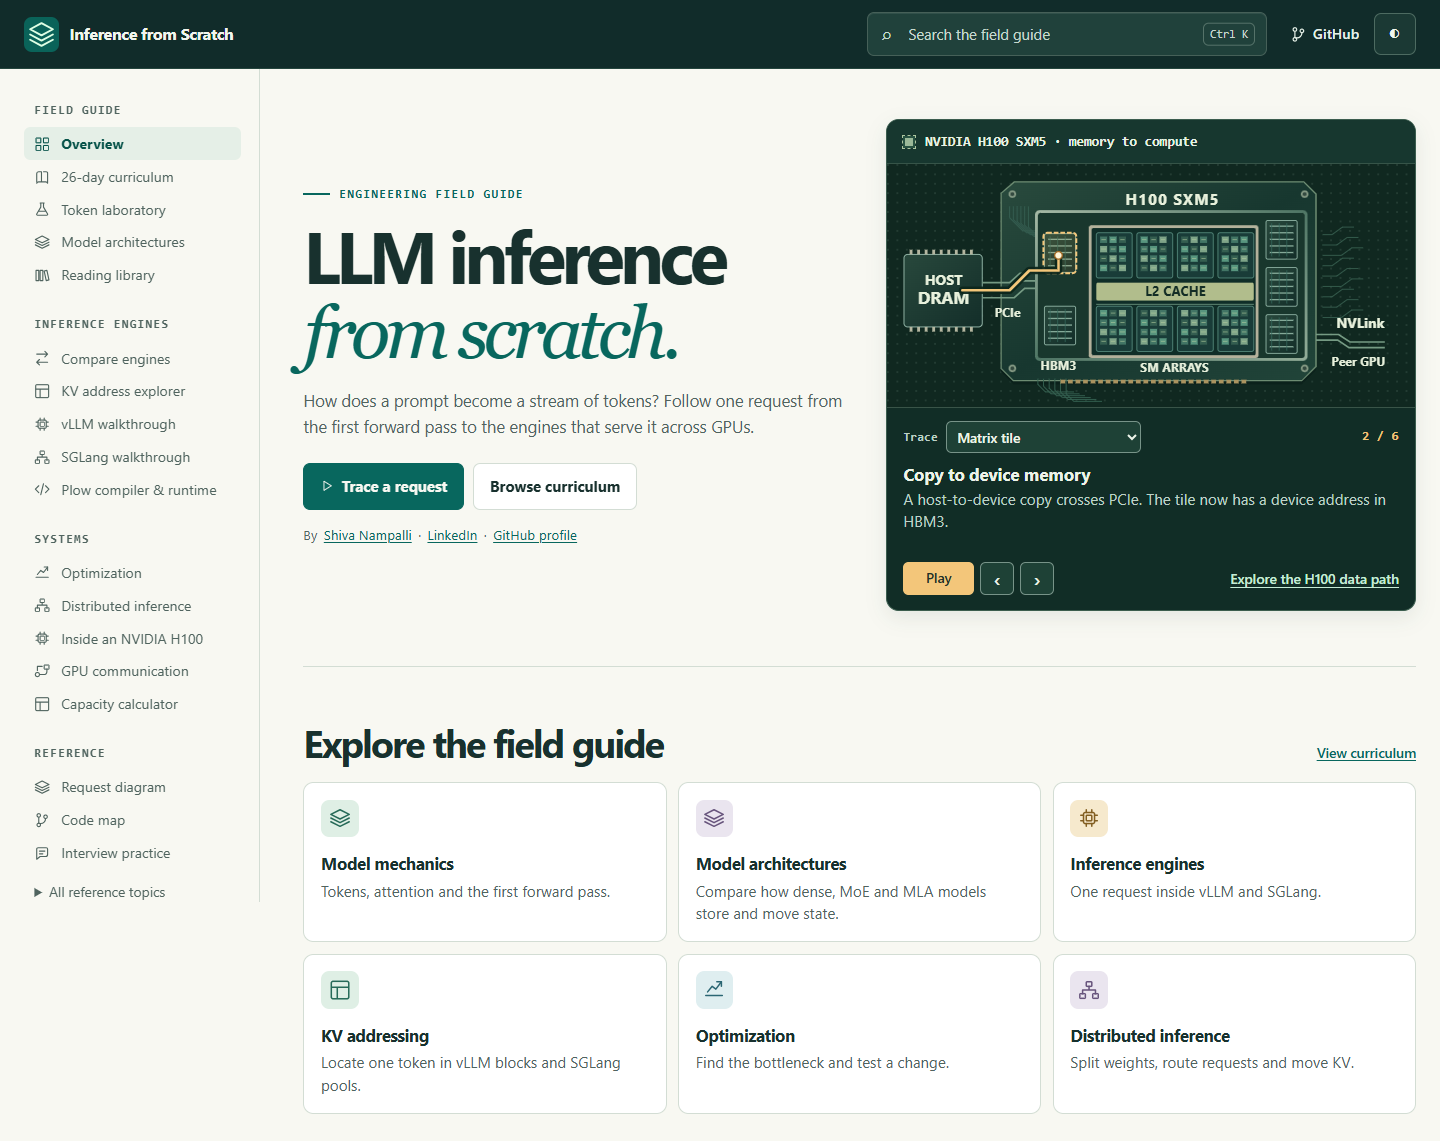 Inference from Scratch
Search the field guide
Ctrl K
GitHub
FIELD GUIDE
Overview
26-day curriculum
Token laboratory
Model architectures
Reading library
INFERENCE ENGINES
Compare engines
KV address explorer
vLLM walkthrough
SGLang walkthrough
Plow compiler & runtime
SYSTEMS
Optimization
Distributed inference
Inside an NVIDIA H100
GPU communication
Capacity calculator
REFERENCE
Request diagram
Code map
Interview practice
All reference topics
ENGINEERING FIELD GUIDE
LLM inference
from scratch.
How does a prompt become a stream of tokens? Follow one request from
the first forward pass to the engines that serve it across GPUs.
Trace a request
Browse curriculum
By Shiva Nampalli · LinkedIn · GitHub profile
NVIDIA H100 SXM5 · memory to compute
H100 SXM5
HOST
DRAM
PCIe
L2 CACHE
HBM3
SM ARRAYS
NVLink
Peer GPU
Trace
Matrix tile
2 / 6
Copy to device memory
A host-to-device copy crosses PCIe. The tile now has a device address in
HBM3.
Play
Explore the H100 data path
Explore the field guide
View curriculum
Model mechanics
Tokens, attention and the first forward pass.
Model architectures
Compare how dense, MoE and MLA models
store and move state.
Inference engines
One request inside vLLM and SGLang.
KV addressing
Locate one token in vLLM blocks and SGLang
pools.
Optimization
Find the bottleneck and test a change.
Distributed inference
Split weights, route requests and move KV.